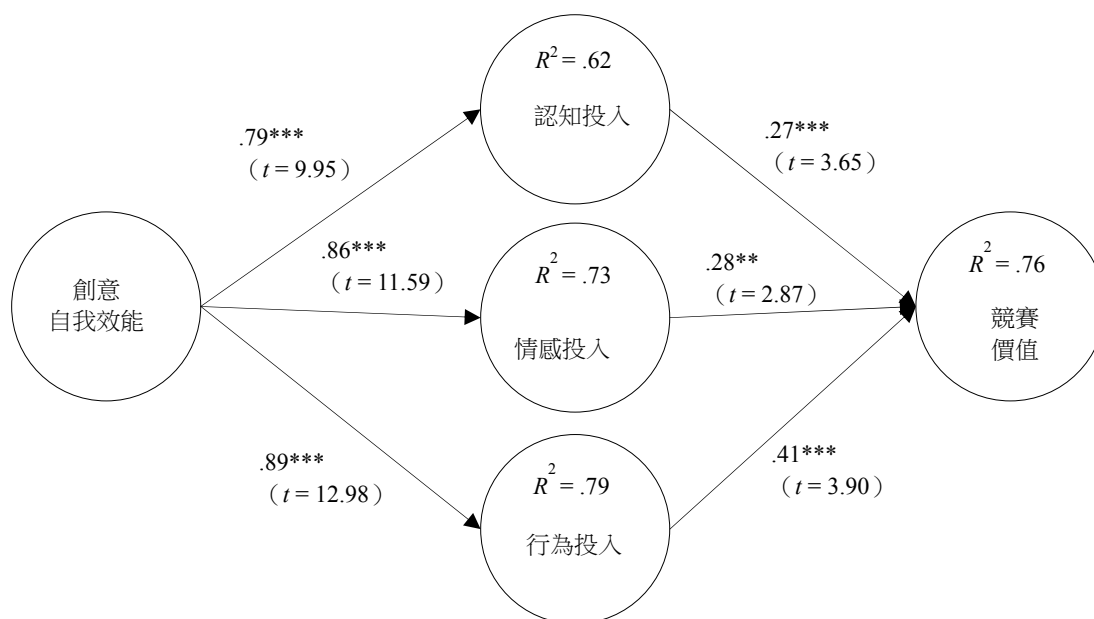 R² = .62
認知投入
.79***
（t = 9.95）
.27***
（t = 3.65）
.86***
（t = 11.59）
R² = .73
情感投入
.28**
（t = 2.87）
R² = .76
競賽
價值
創意
自我效能
.89***
（t = 12.98）
R² = .79
行為投入
.41***
（t = 3.90）